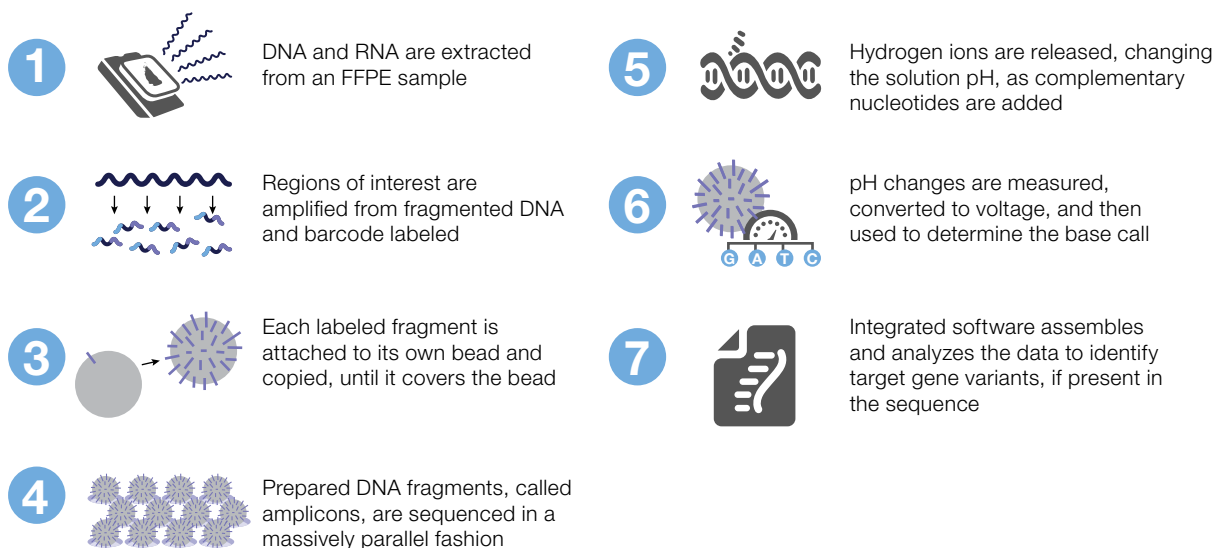 1
DNA and RNA are extracted
from an FFPE sample
2
Regions of interest are
amplified from fragmented DNA
and barcode labeled
3
Each labeled fragment is
attached to its own bead and
copied, until it covers the bead
4
Prepared DNA fragments, called
amplicons, are sequenced in a
massively parallel fashion
5
Hydrogen ions are released, changing
the solution pH, as complementary
nucleotides are added
6
G A T C
pH changes are measured,
converted to voltage, and then
used to determine the base call
7
Integrated software assembles
and analyzes the data to identify
target gene variants, if present in
the sequence